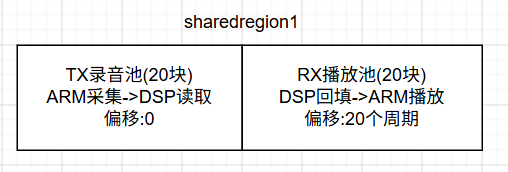 sharedregion1
TX录音池(20块)
ARM采集->DSP读取
偏移:0
RX播放池(20块)
DSP回填->ARM播放
偏移:20个周期